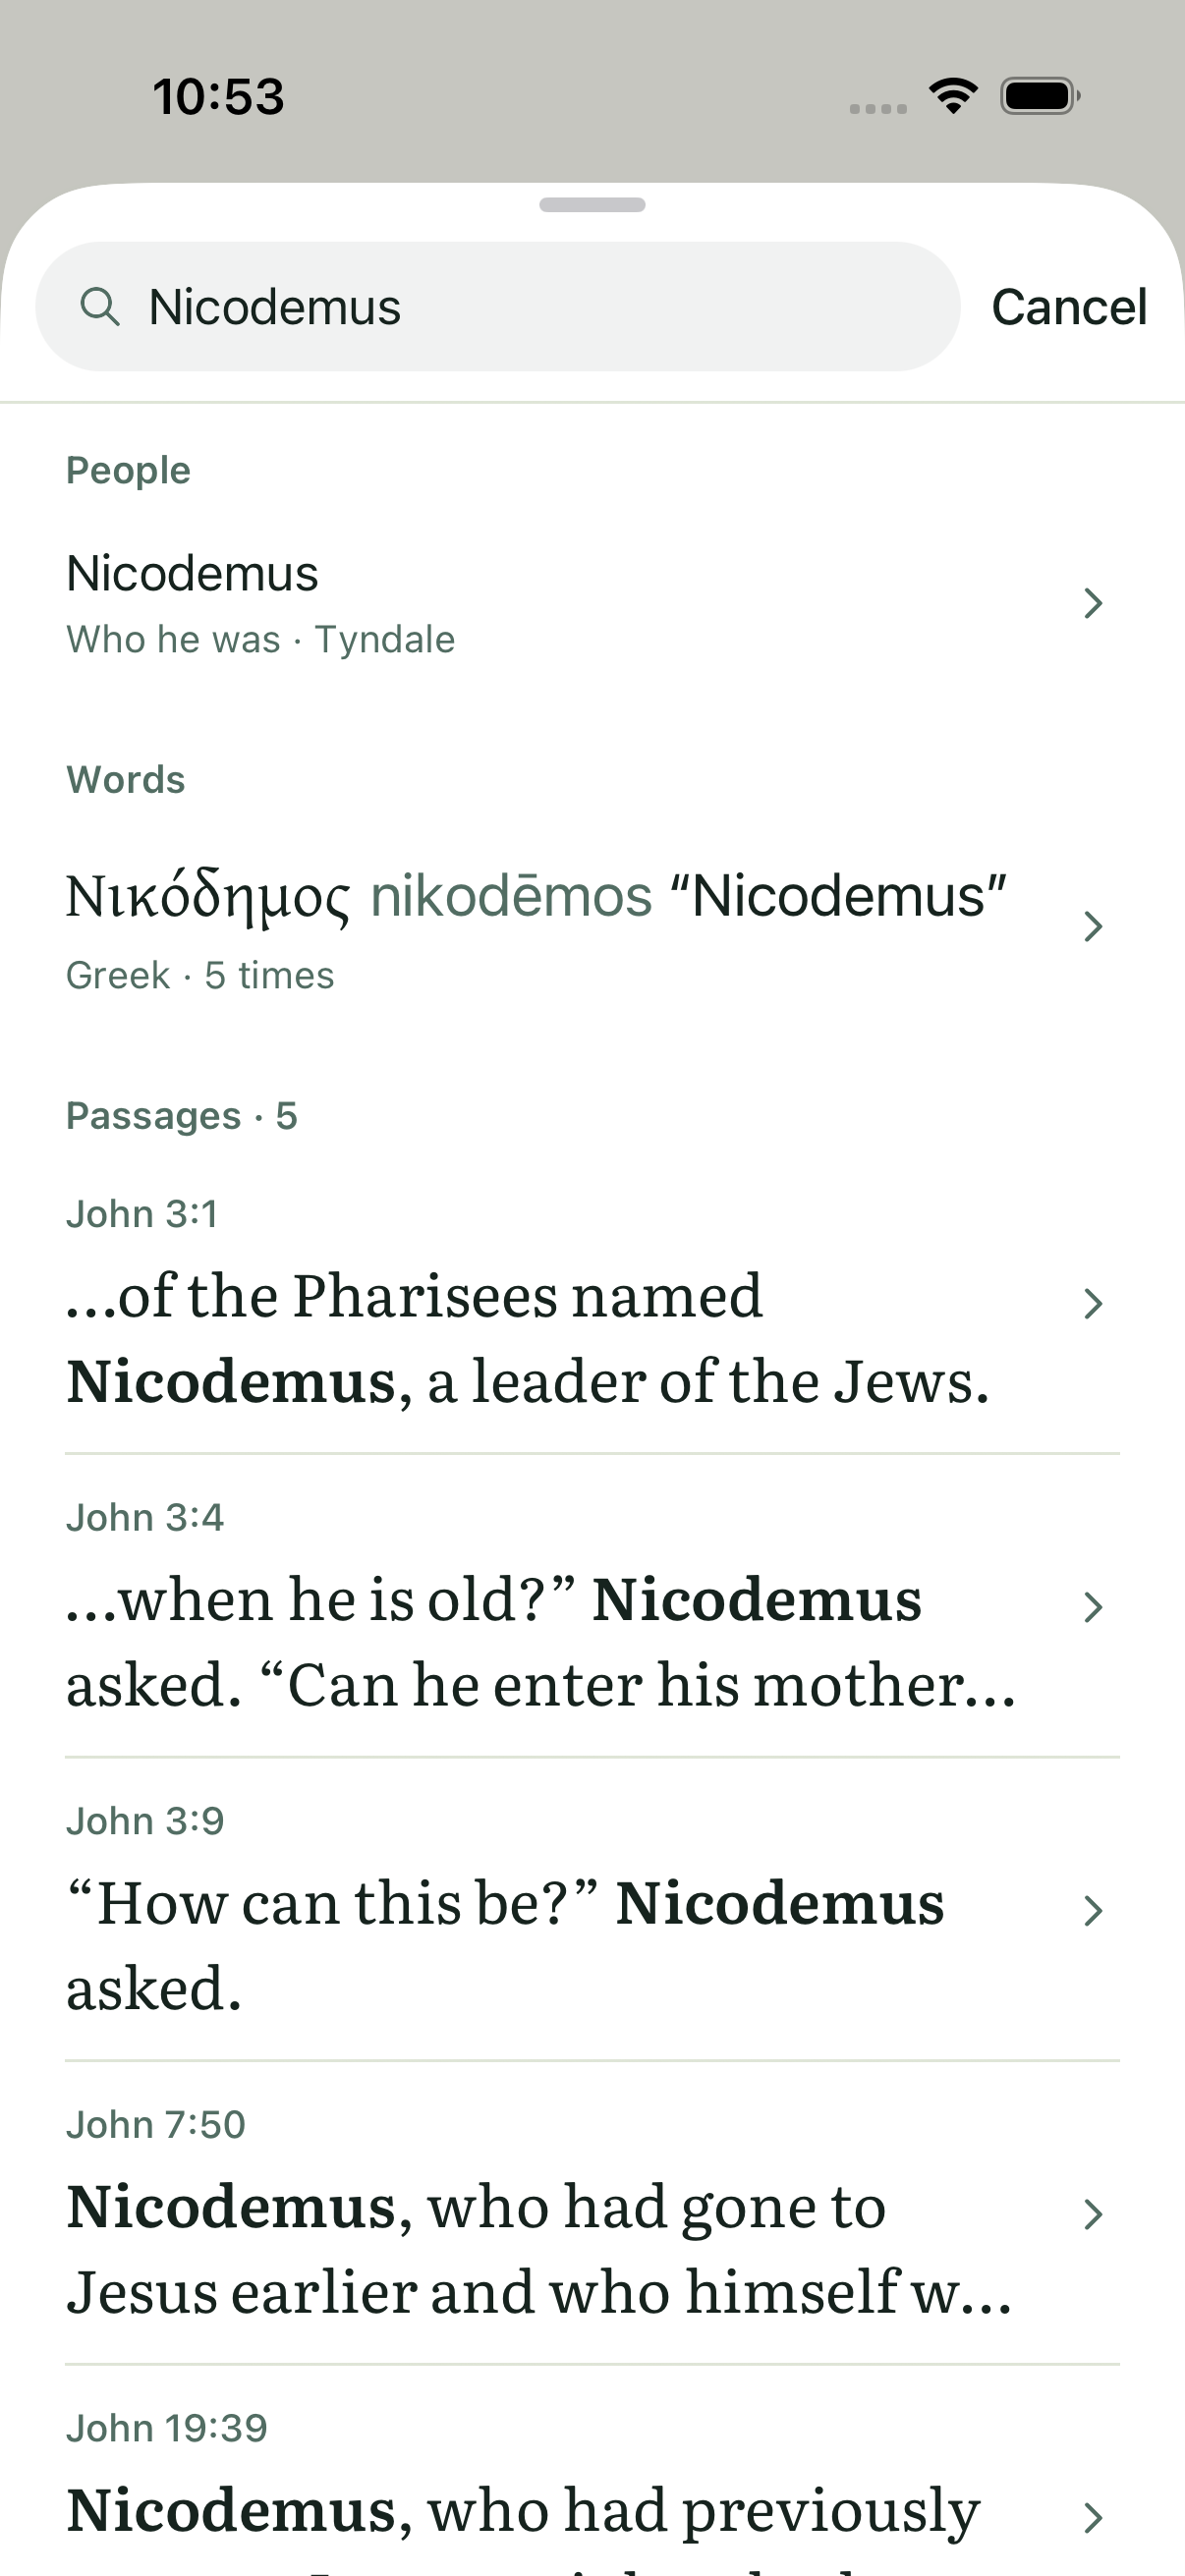 10:53
Nicodemus
Cancel
People
Nicodemus
Who he was · Tyndale
Words
Νικόδημος nikodēmos “Nicodemus”
Greek · 5 times
Passages · 5
John 3:1
…of the Pharisees named
Nicodemus, a leader of the Jews.
John 3:4
…when he is old?” Nicodemus
asked. “Can he enter his mother…
John 3:9
“How can this be?” Nicodemus
asked.
John 7:50
Nicodemus, who had gone to
Jesus earlier and who himself w…
John 19:39
Nicodemus, who had previously